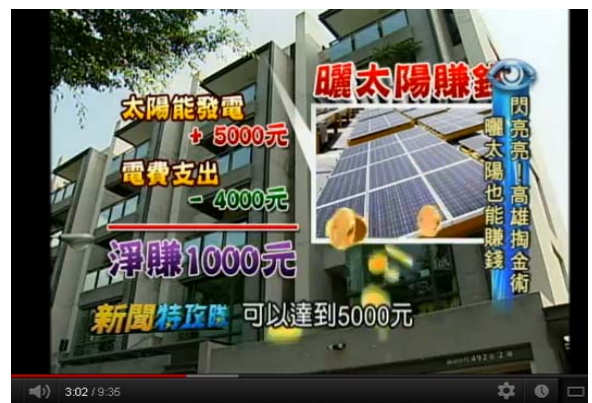 曬太陽賺錢
太陽能發電
+ 5000元
電費支出
- 4000元
淨賺1000元
閃亮亮！高雄掏金術
曬太陽也能賺錢
新聞特攻隊
可以達到5000元
3:02 / 9:35